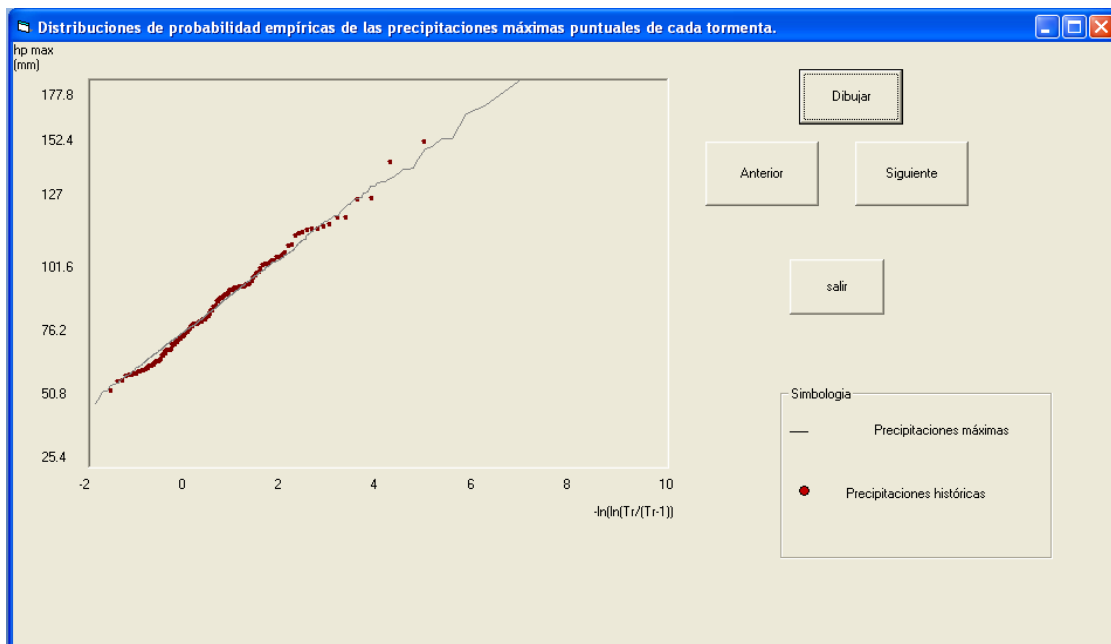 Distribuciones de probabilidad empíricas de las precipitaciones máximas puntuales de cada tormenta.
hp max
(mm)
177.8
152.4
127
101.6
76.2
50.8
25.4
-2 0 2 4 6 8 10
-ln(ln(Tr/(Tr-1))
Dibujar
Anterior
Siguiente
salir
Simbologia
Precipitaciones máximas
Precipitaciones históricas